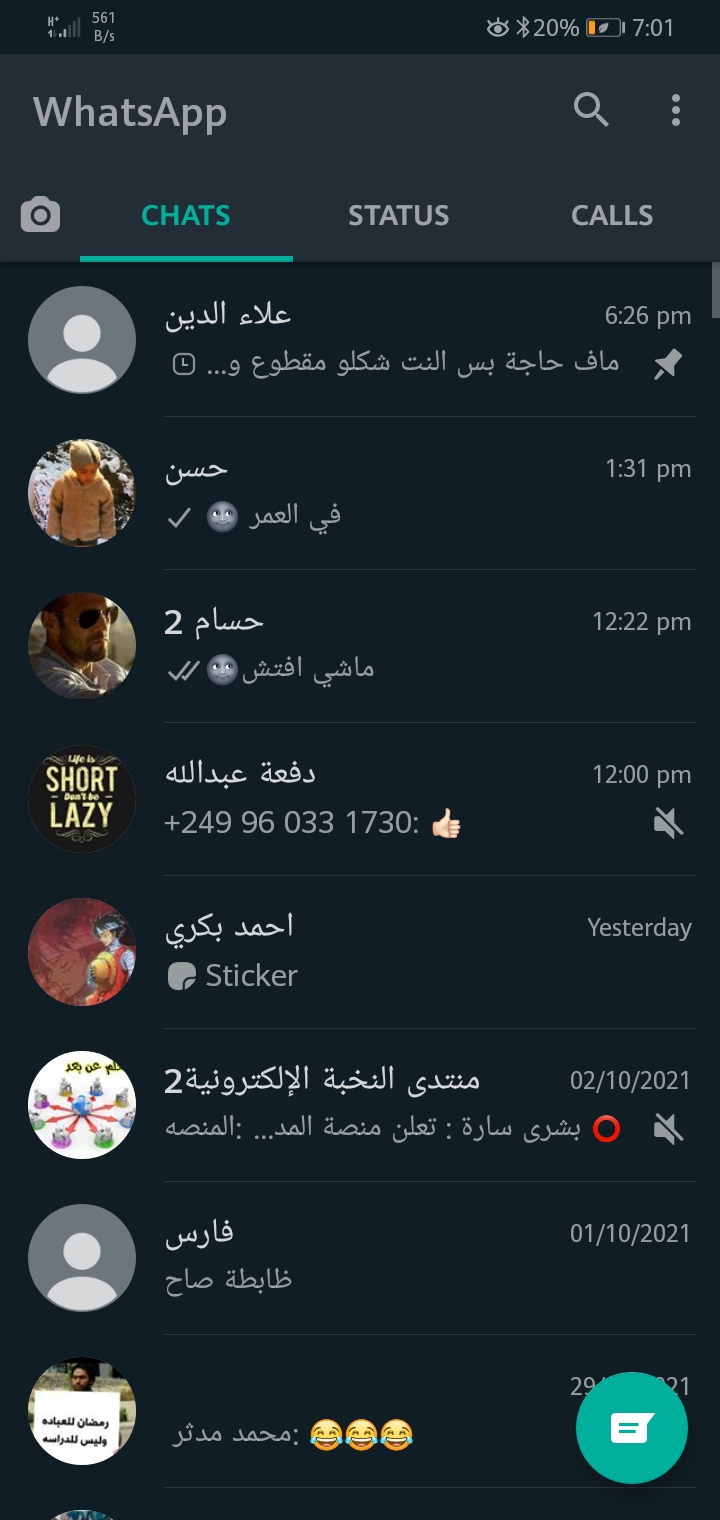 561
B/s
20% 7:01
WhatsApp
CHATS STATUS CALLS
علاء الدين 6:26 pm
ماف حاجة بس النت شكلو مقطوع و...
حسن 1:31 pm
في العمر 🌚
حسام 2 12:22 pm
ماشي افتش🌚
دفعة عبدالله 12:00 pm
+249 96 033 1730: 👍🏻
Life is
SHORT
Don't be
LAZY
احمد بكري Yesterday
Sticker
منتدى النخبة الإلكترونية2 02/10/2021
المنصه: ⭕ بشرى سارة : تعلن منصة المد...
عن بعد
فارس 01/10/2021
ظابطة صاح
محمد مدثر: 😂😂😂
رمضان للعباده
وليس للدراسه